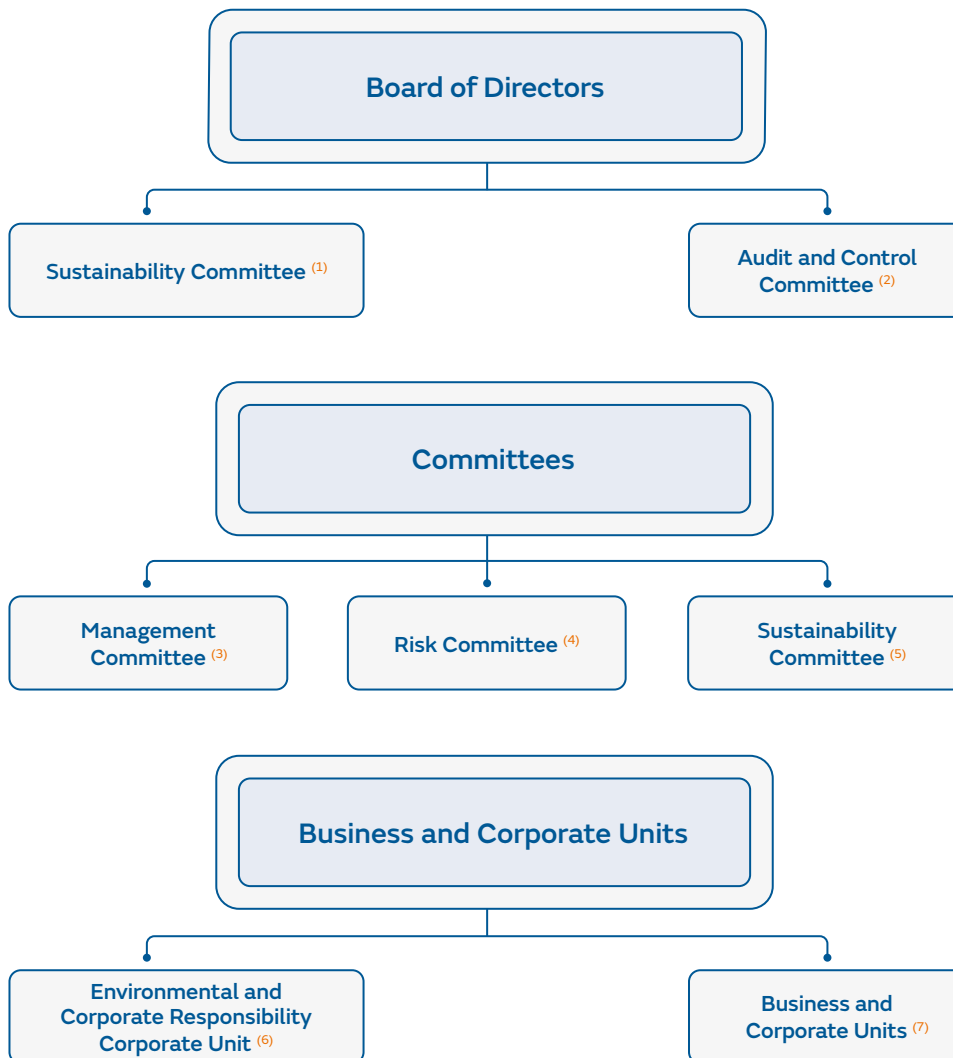 Board of Directors
Sustainability Committee (1)
Audit and Control
Committee (2)
Committees
Management
Committee (3)
Risk Committee (4)
Sustainability
Committee (5)
Business and Corporate Units
Environmental and
Corporate Responsibility
Corporate Unit (6)
Business and
Corporate Units (7)